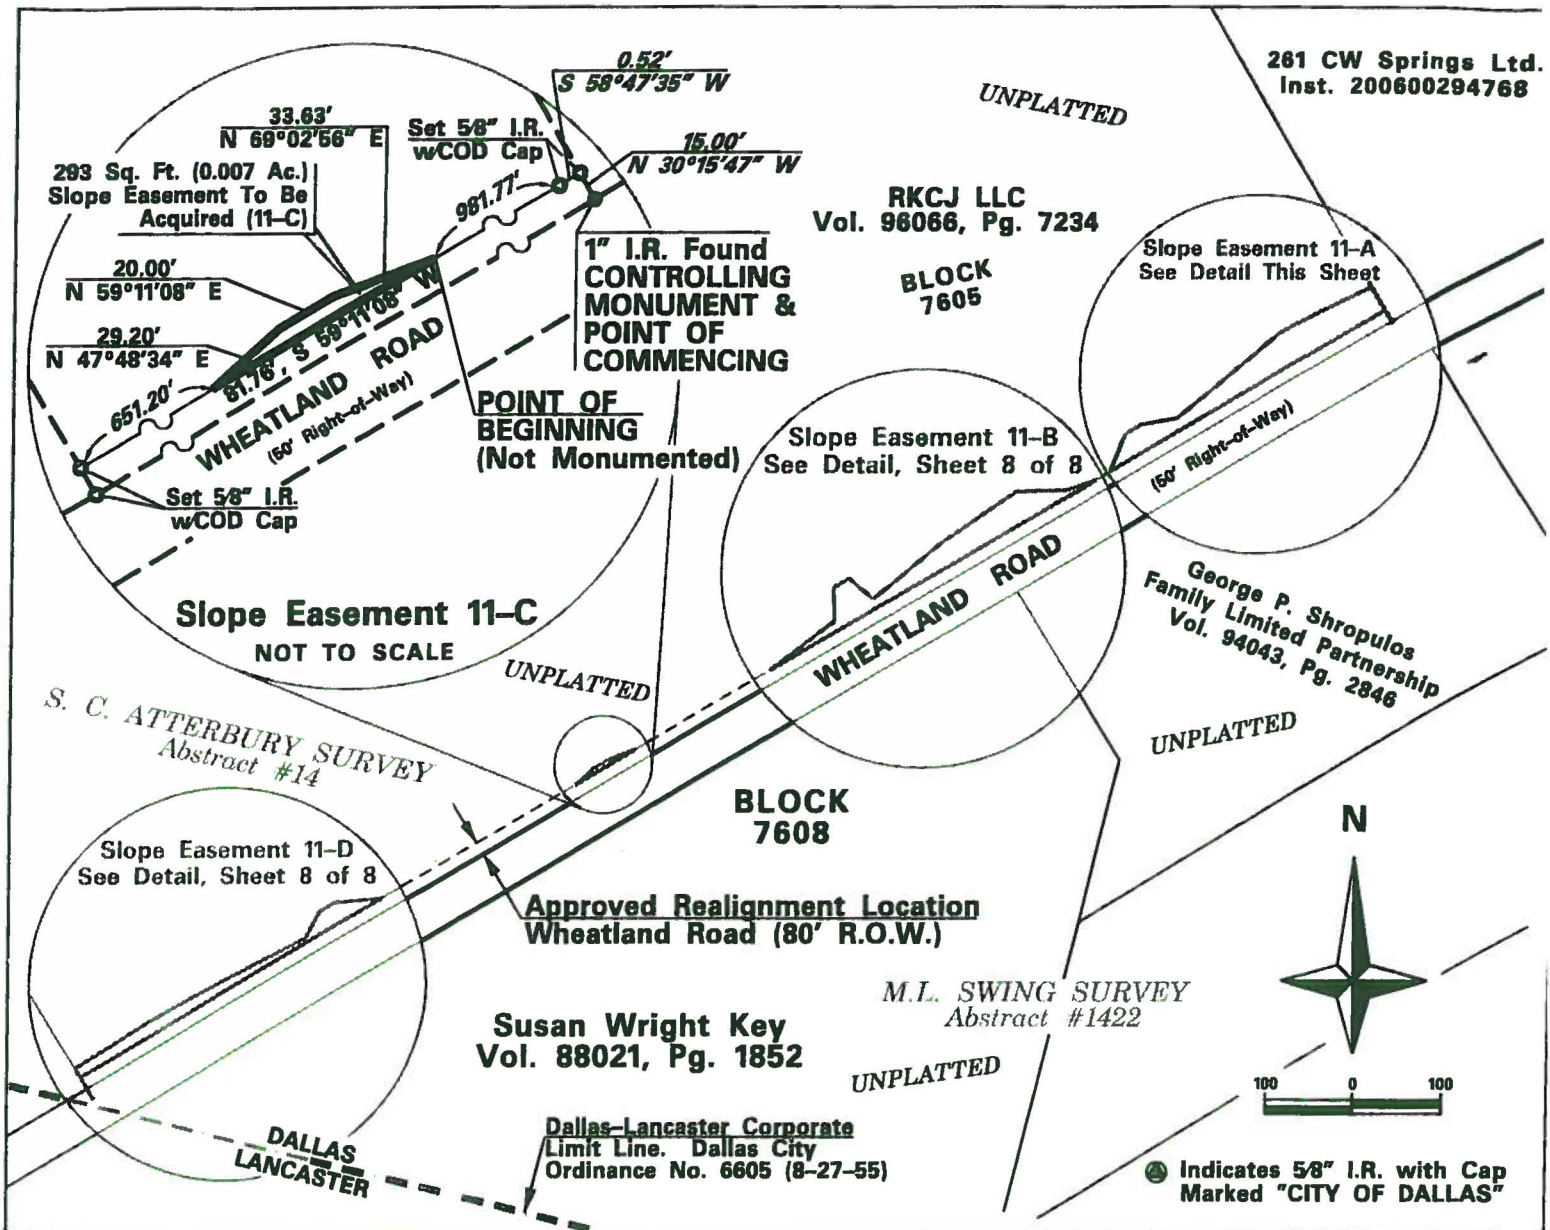 0.52'
S 58°47'35" W
33.63'
N 69°02'56" E
Set 5/8" I.R.
w/COD Cap
15.00'
N 30°15'47" W
293 Sq. Ft. (0.007 Ac.)
Slope Easement To Be
Acquired (11-C)
981.77'
20.00'
N 59°11'08" E
29.20'
N 47°48'34" E
81.76', S 59°11'08" W
651.20'
WHEATLAND ROAD
(50' Right-of-Way)
Set 5/8" I.R.
w/COD Cap
1" I.R. Found
CONTROLLING
MONUMENT &
POINT OF
COMMENCING
POINT OF
BEGINNING
(Not Monumented)
Slope Easement 11-C
NOT TO SCALE
UNPLATTED
261 CW Springs Ltd.
Inst. 200600294768
RKCJ LLC
Vol. 96066, Pg. 7234
BLOCK
7605
Slope Easement 11-A
See Detail This Sheet
Slope Easement 11-B
See Detail, Sheet 8 of 8
(50' Right-of-Way)
WHEATLAND ROAD
George P. Shropulos
Family Limited Partnership
Vol. 94043, Pg. 2846
UNPLATTED
UNPLATTED
S. C. ATTERBURY SURVEY
Abstract #14
BLOCK
7608
Slope Easement 11-D
See Detail, Sheet 8 of 8
Approved Realignment Location
Wheatland Road (80' R.O.W.)
N
M.L. SWING SURVEY
Abstract #1422
Susan Wright Key
Vol. 88021, Pg. 1852
UNPLATTED
100 0 100
DALLAS
LANCASTER
Dallas-Lancaster Corporate
Limit Line. Dallas City
Ordinance No. 6605 (8-27-55)
Indicates 5/8" I.R. with Cap
Marked "CITY OF DALLAS"